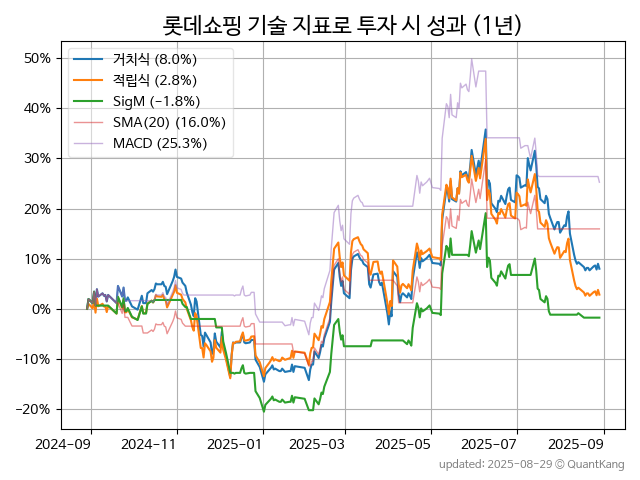 롯데쇼핑 기술 지표로 투자 시 성과 (1년)
거치식 (8.0%)
적립식 (2.8%)
SigM (−1.8%)
SMA(20) (16.0%)
MACD (25.3%)
50%
40%
30%
20%
10%
0%
−10%
−20%
2024-09
2024-11
2025-01
2025-03
2025-05
2025-07
2025-09
updated: 2025-08-29 © QuantKang